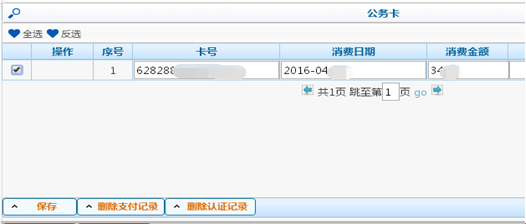 公务卡
全选 反选
操作 序号 卡号 消费日期 消费金额
1 628288 2016-04 34
共1页 跳至第1页 go
保存 删除支付记录 删除认证记录